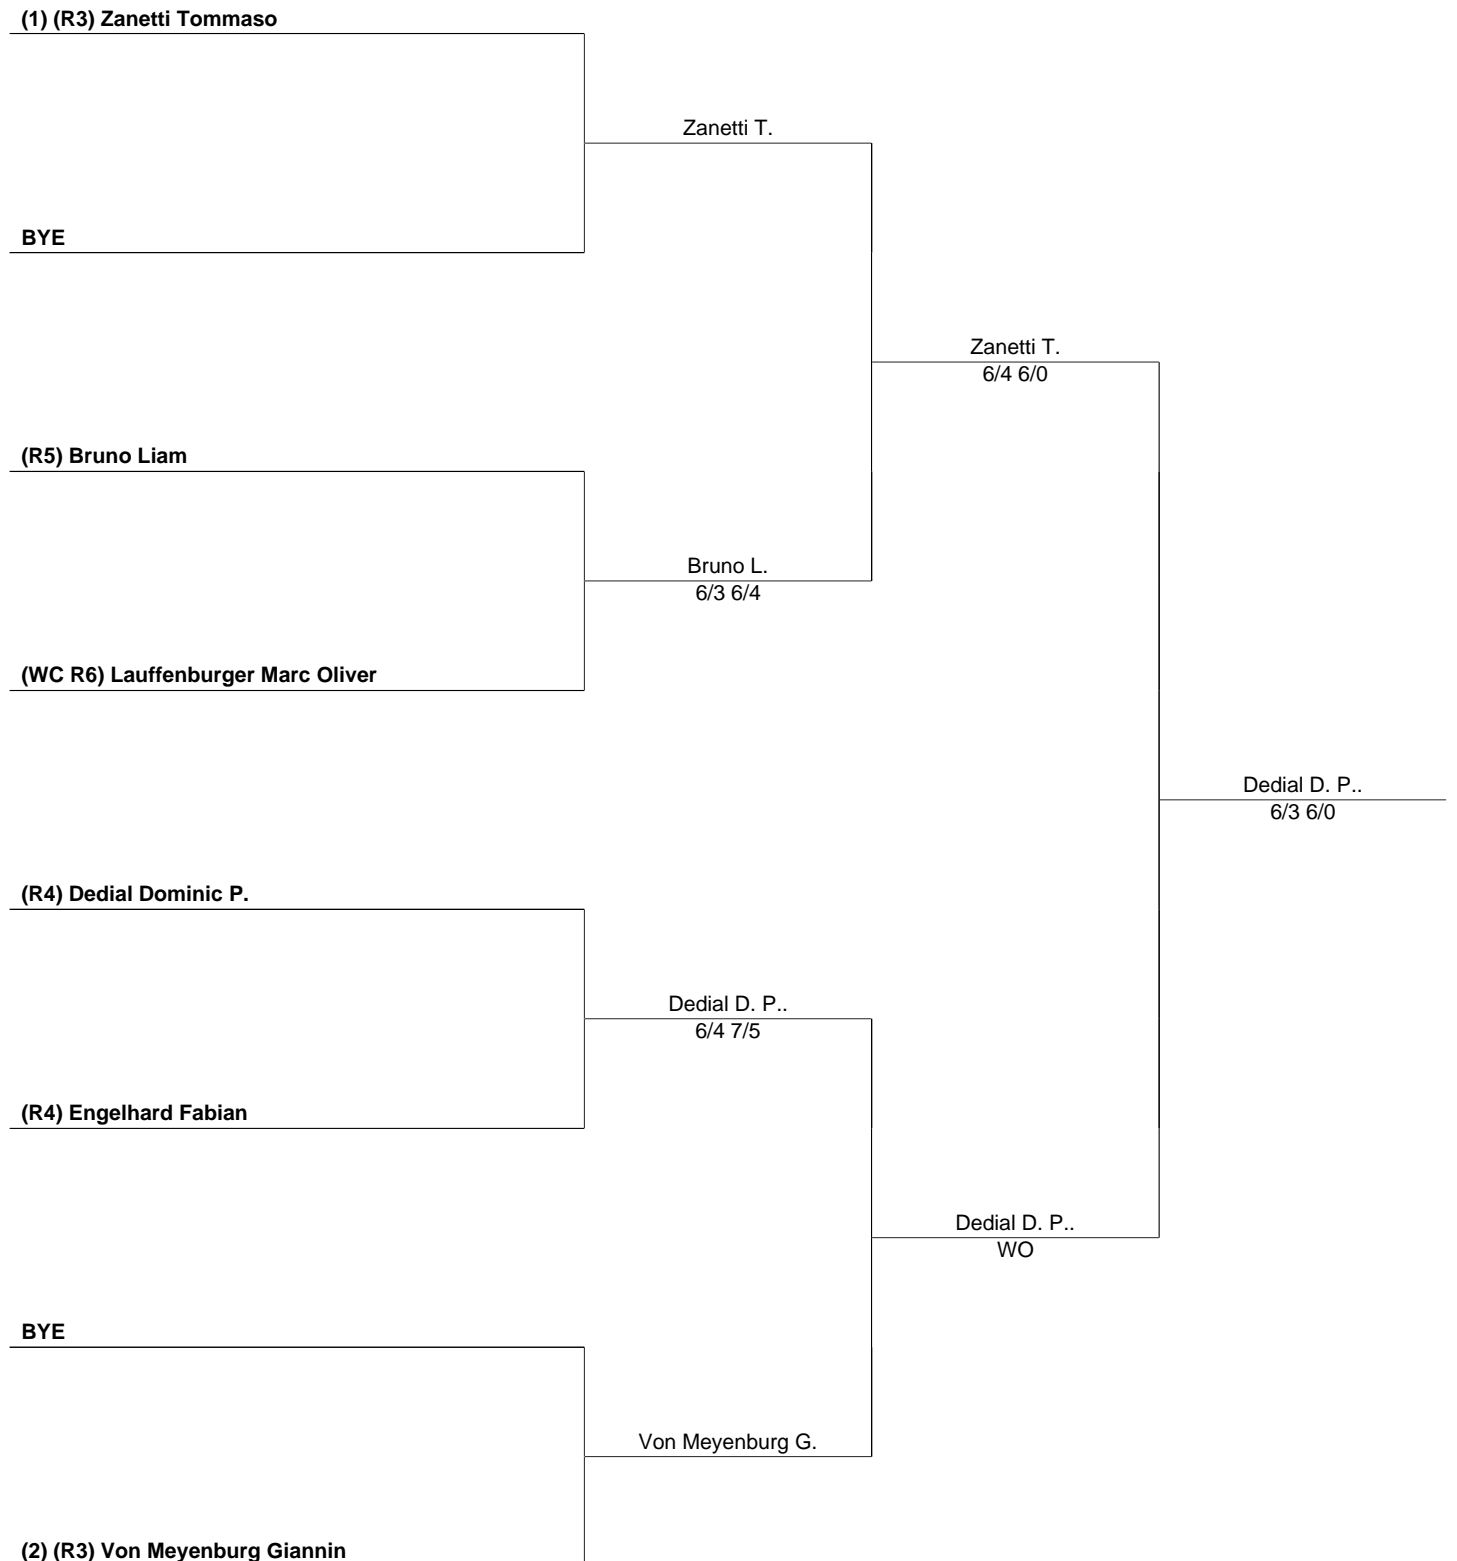 (1) (R3) Zanetti Tommaso
Zanetti T.
BYE
Zanetti T.
6/4 6/0
(R5) Bruno Liam
Bruno L.
6/3 6/4
(WC R6) Lauffenburger Marc Oliver
Dedial D. P..
6/3 6/0
(R4) Dedial Dominic P.
Dedial D. P..
6/4 7/5
(R4) Engelhard Fabian
Dedial D. P..
WO
BYE
Von Meyenburg G.
(2) (R3) Von Meyenburg Giannin